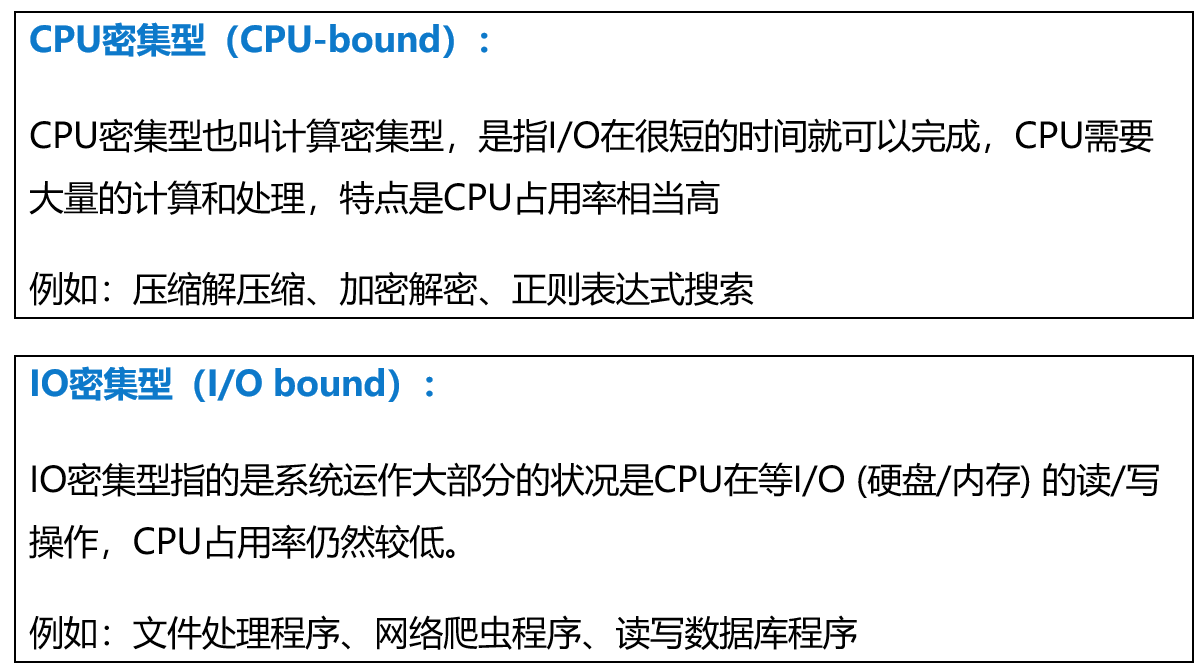 CPU密集型（CPU-bound）：
CPU密集型也叫计算密集型，是指I/O在很短的时间就可以完成，CPU需要
大量的计算和处理，特点是CPU占用率相当高
例如：压缩解压缩、加密解密、正则表达式搜索
IO密集型（I/O bound）：
IO密集型指的是系统运作大部分的状况是CPU在等I/O (硬盘/内存) 的读/写
操作，CPU占用率仍然较低。
例如：文件处理程序、网络爬虫程序、读写数据库程序